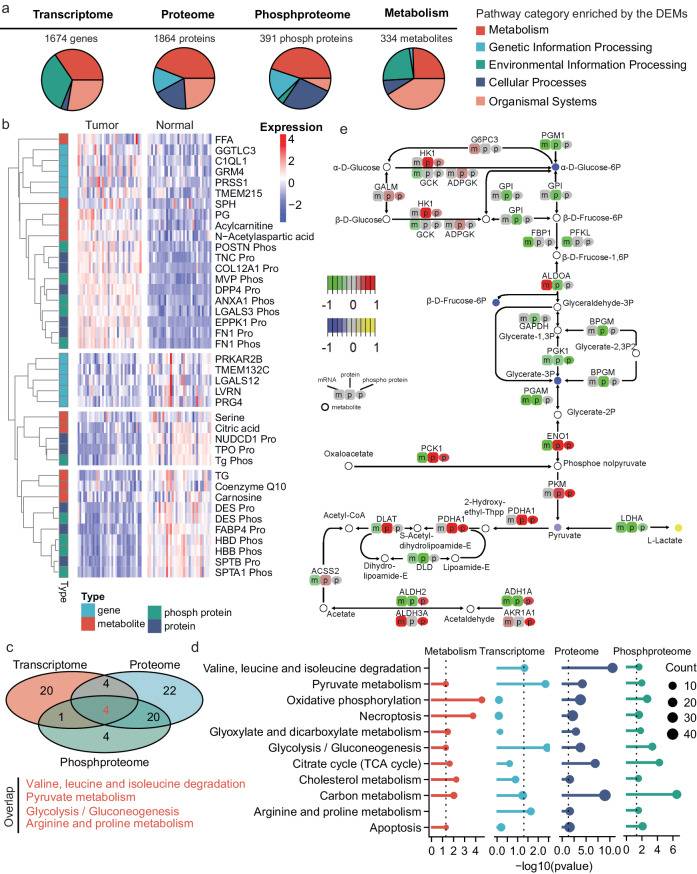 a
Transcriptome
Proteome
Phosphproteome
Metabolism
1674 genes
1864 proteins
391 phosph proteins
334 metabolites
Pathway category enriched by the DEMs
Metabolism
Genetic Information Processing
Environmental Information Processing
Cellular Processes
Organismal Systems
b
Tumor
Normal
Expression
4
2
0
−2
FFA
GGTLC3
C1QL1
GRM4
PRSS1
TMEM215
SPH
PG
Acylcarnitine
N−Acetylaspartic acid
POSTN Phos
TNC Pro
COL12A1 Pro
MVP Phos
DPP4 Pro
ANXA1 Phos
LGALS3 Phos
EPPK1 Pro
FN1 Pro
FN1 Phos
PRKAR2B
TMEM132C
LGALS12
LVRN
PRG4
Serine
Citric acid
NUDCD1 Pro
TPO Pro
Tg Phos
TG
Coenzyme Q10
Carnosine
DES Pro
DES Phos
FABP4 Pro
HBD Phos
HBB Phos
SPTB Pro
SPTA1 Phos
Type
Type
gene
metabolite
phosph protein
protein
e
G6PC3
m p p
PGM1
m p p
HK1
m p p
α-D-Glucose
α-D-Glucose-6P
m p p
m p p
GCK
ADPGK
GALM
m p p
GPI
m p p
GPI
m p p
HK1
m p p
β-D-Glucose
GPI
m p p
β-D-Frucose-6P
m p p
m p p
GCK
ADPGK
FBP1
PFKL
m p p
m p p
β-D-Frucose-1,6P
ALDOA
m p p
-1 0 1
β-D-Frucose-6P
Glyceraldehyde-3P
m p p
GAPDH
Glycerate-1,3P
BPGM
m p p
Glycerate-2,3P2
-1 0 1
PGK1
m p p
Glycerate-3P
BPGM
m p p
protein
mRNA
phospho protein
m p p
metabolite
PGAM
m p p
Glycerate-2P
ENO1
m p p
PCK1
m p p
Oxaloacetate
Phosphoe nolpyruvate
PKM
m p p
Acetyl-CoA
DLAT
m p p
PDHA1
m p p
2-Hydroxy-
ethyl-Thpp
PDHA1
m p p
LDHA
m p p
S-Acetyl-
dihydrolipoamide-E
Pyruvate
L-Lactate
Dihydro-
lipoamide-E
m p p
DLD
Lipoamide-E
ACSS2
m p p
ALDH2
m p p
ADH1A
m p p
Acetate
ALDH3A
m p p
Acetaldehyde
AKR1A1
m p p
c
Transcriptome
Proteome
20
4
22
4
1
20
4
Phosphproteome
Overlap
Valine, leucine and isoleucine degradation
Pyruvate metabolism
Glycolysis / Gluconeogenesis
Arginine and proline metabolism
d
Metabolism
Transcriptome
Proteome
Phosphproteome
Valine, leucine and isoleucine degradation
Pyruvate metabolism
Oxidative phosphorylation
Necroptosis
Glyoxylate and dicarboxylate metabolism
Glycolysis / Gluconeogenesis
Citrate cycle (TCA cycle)
Cholesterol metabolism
Carbon metabolism
Arginine and proline metabolism
Apoptosis
Count
10
20
30
40
0 1 2 3 4
0.0 1.0 2.0
0.0 5.0 10.0
0 2 4 6
−log10(pvalue)